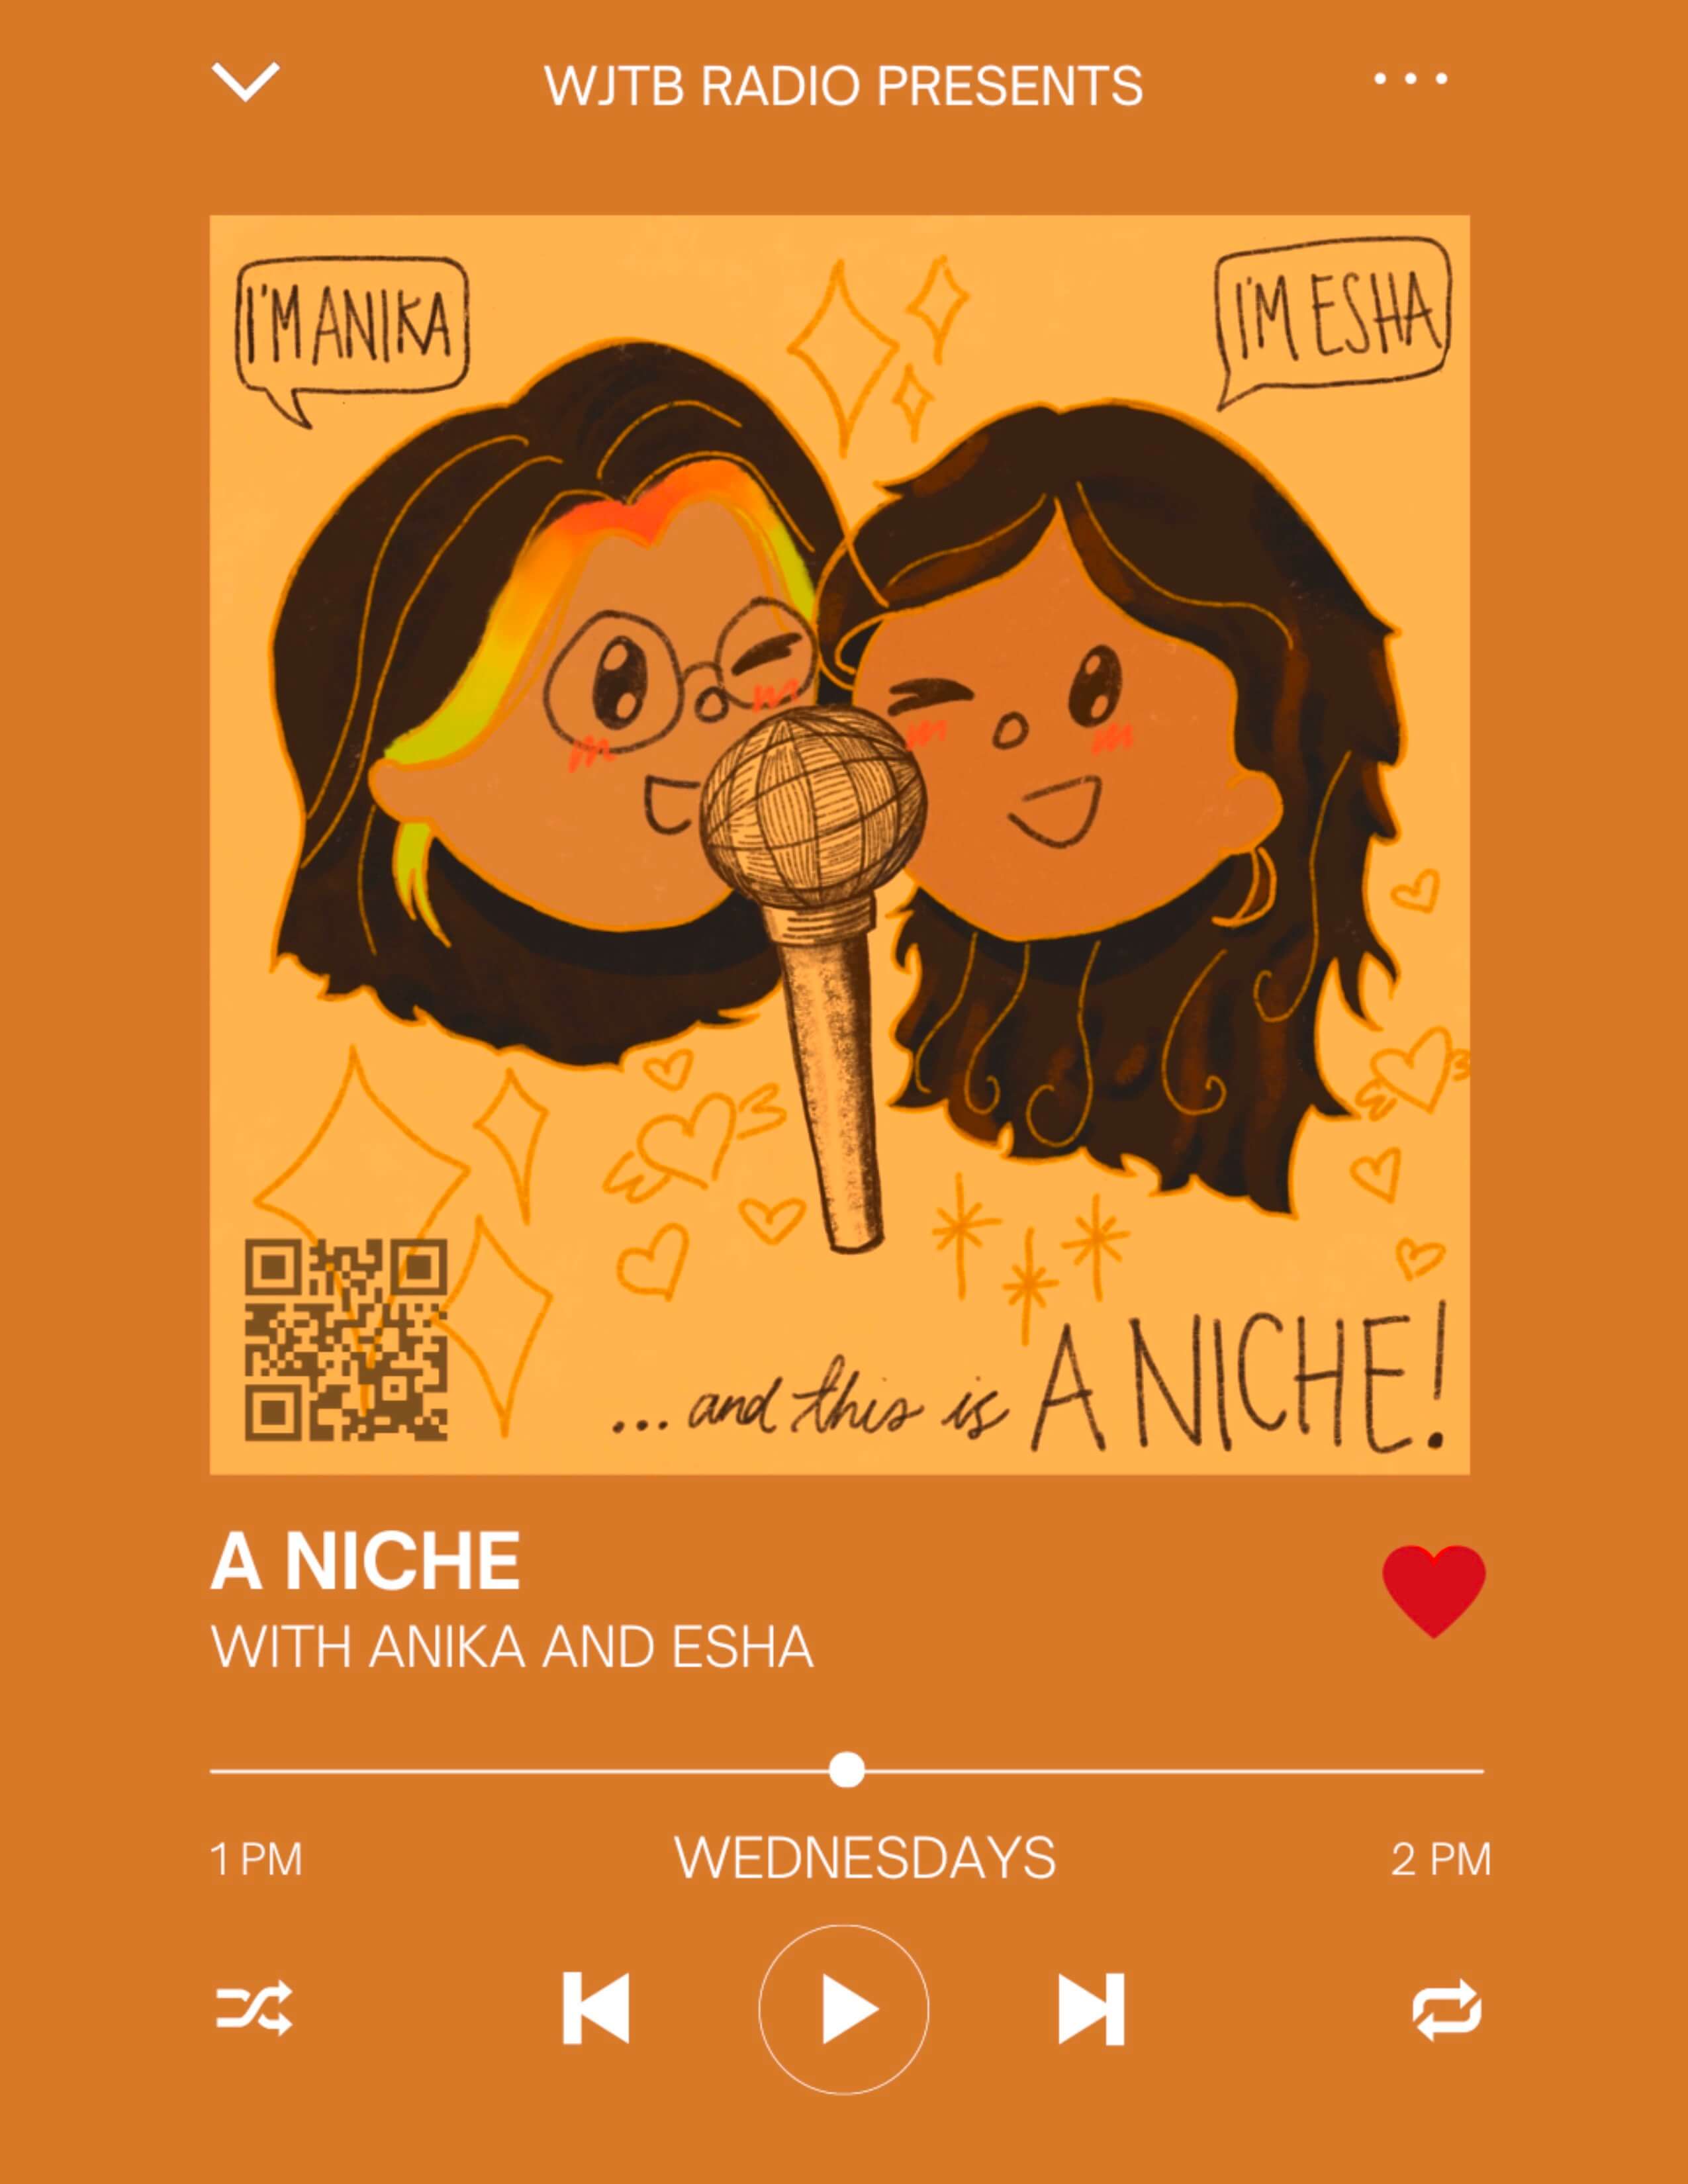 WJTB RADIO PRESENTS
I'M ANIKA
I'M ESHA
...and this is A NICHE!
A NICHE
WITH ANIKA AND ESHA
1 PM
WEDNESDAYS
2 PM